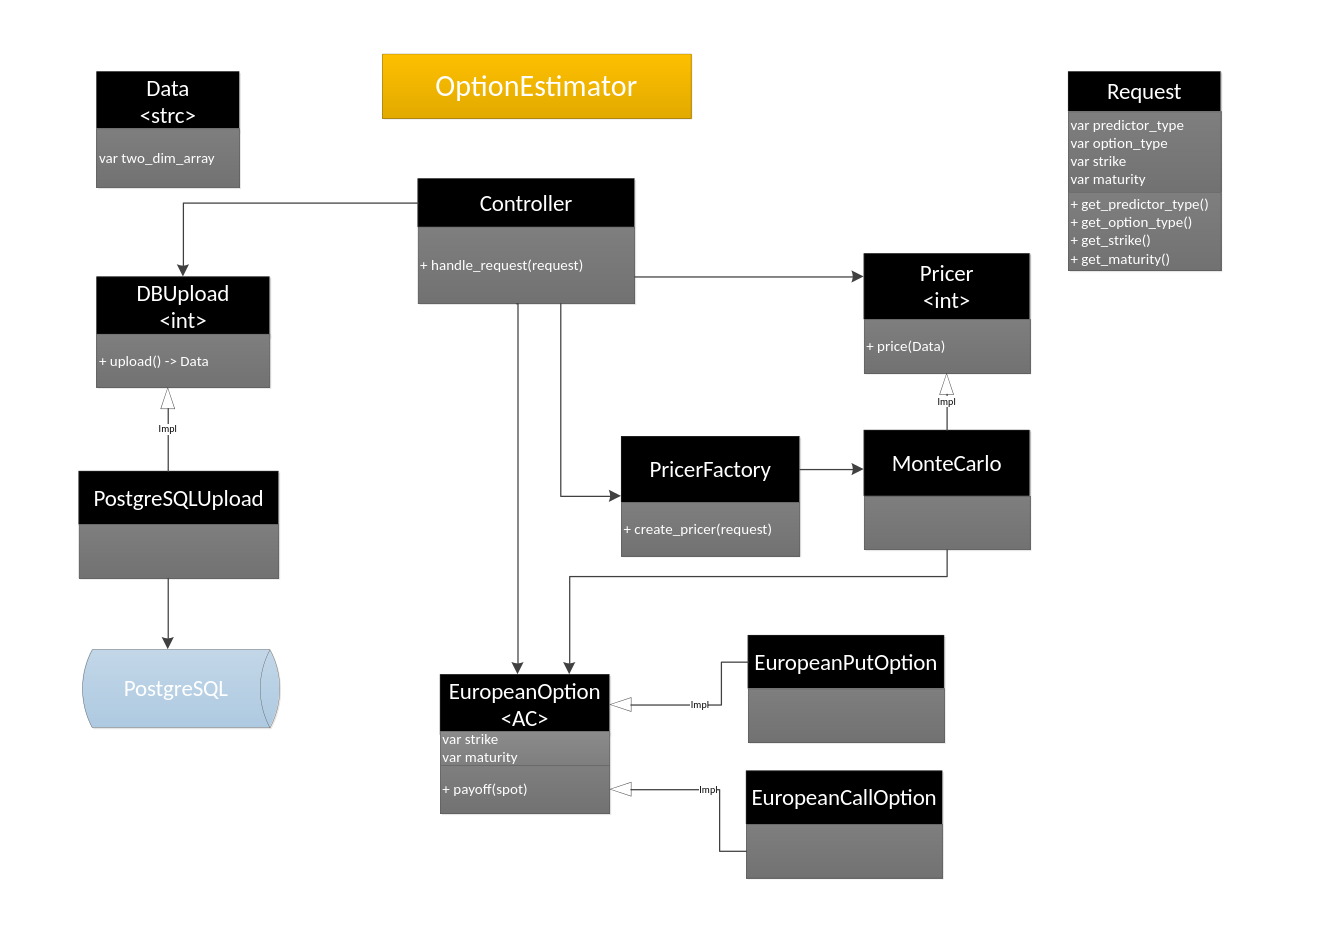 OptionEstimator
Data
<strc>
var two_dim_array
Request
var predictor_type
var option_type
var strike
var maturity
+ get_predictor_type()
+ get_option_type()
+ get_strike()
+ get_maturity()
Controller
+ handle_request(request)
DBUpload
<int>
+ upload() -> Data
Pricer
<int>
+ price(Data)
Impl
Impl
PricerFactory
+ create_pricer(request)
MonteCarlo
PostgreSQLUpload
PostgreSQL
EuropeanOption
<AC>
var strike
var maturity
+ payoff(spot)
Impl
EuropeanPutOption
Impl
EuropeanCallOption